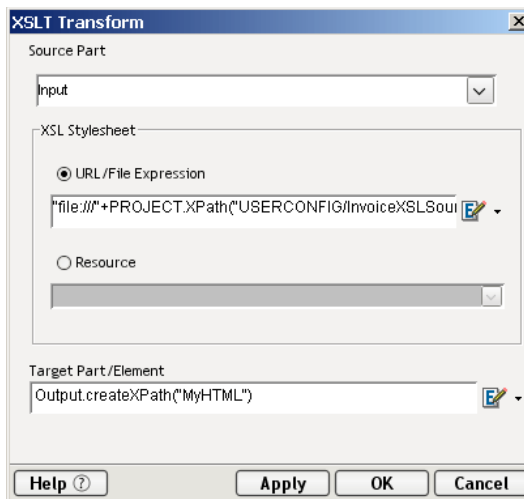 XSLT Transform
Source Part
Input
XSL Stylesheet
URL/File Expression
"file:///"+PROJECT.XPath("USERCONFIG/InvoiceXSLSour
Resource
Target Part/Element
Output.createXPath("MyHTML")
Help ? Apply OK Cancel